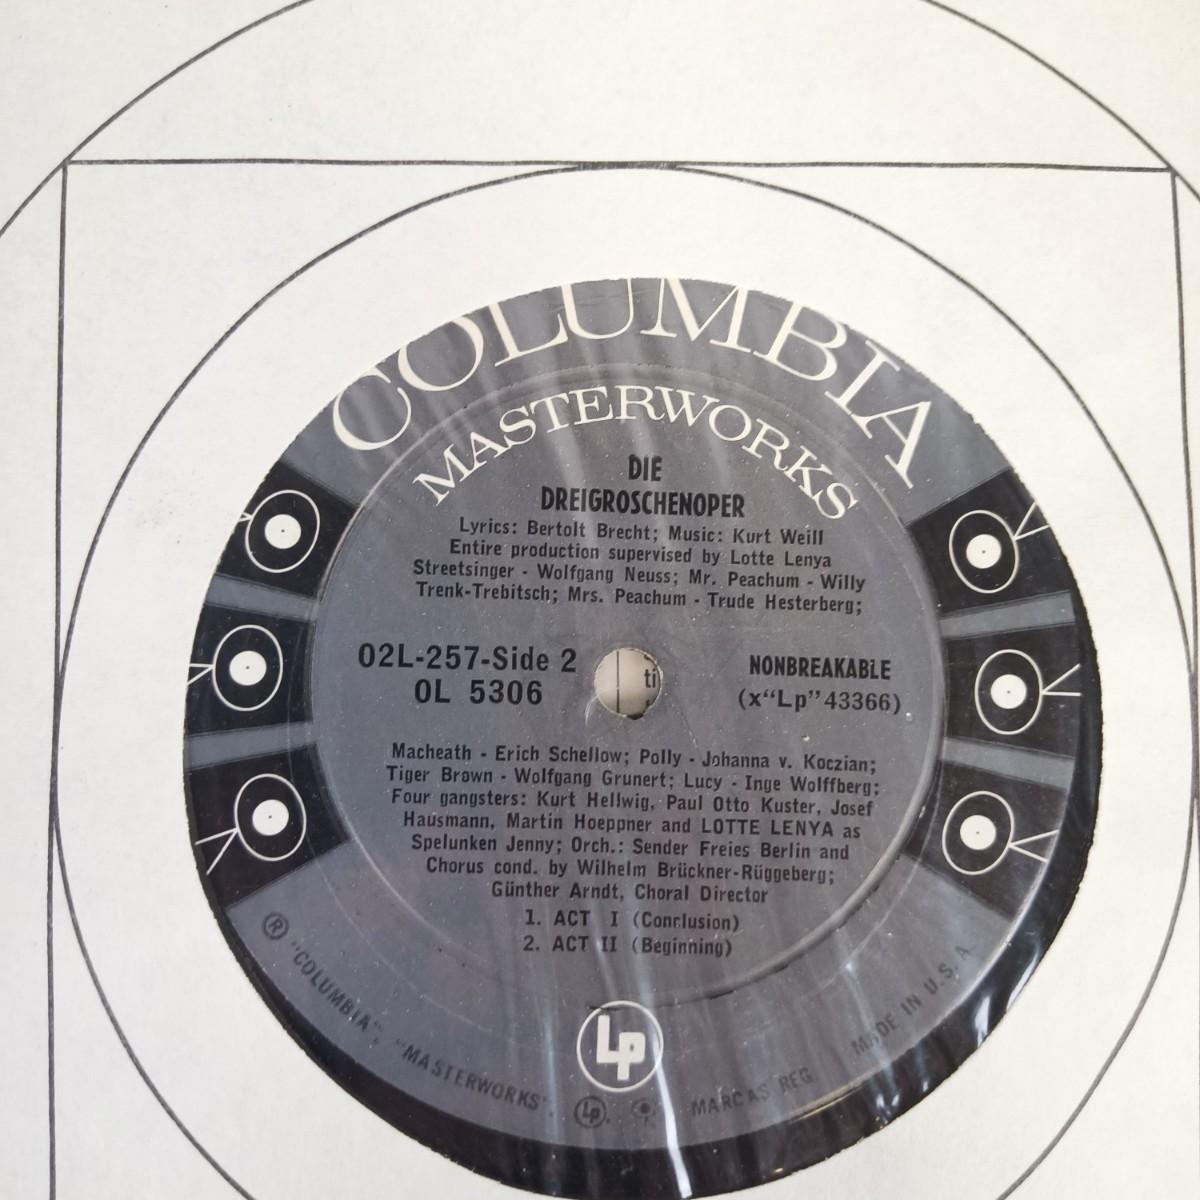 COLUMBIA
MASTERWORKS
DIE
DREIGROSCHENOPER
Lyrics: Bertolt Brecht; Music: Kurt Weill
Entire production supervised by Lotte Lenya
Streetsinger - Wolfgang Neuss; Mr. Peachum - Willy
Trenk-Trebitsch; Mrs. Peachum - Trude Hesterberg;
02L-257-Side 2
OL 5306
NONBREAKABLE
(x“Lp” 43366)
ti
Macheath - Erich Schellow; Polly - Johanna v. Koczian;
Tiger Brown - Wolfgang Grunert; Lucy - Inge Wolffberg;
Four gangsters: Kurt Hellwig, Paul Otto Kuster, Josef
Hausmann, Martin Hoeppner and LOTTE LENYA as
Spelunken Jenny; Orch.: Sender Freies Berlin and
Chorus cond. by Wilhelm Brückner-Rüggeberg;
Günther Arndt, Choral Director
1. ACT I (Conclusion)
2. ACT II (Beginning)
Lp
® "COLUMBIA", "MASTERWORKS", Lp, MARCAS REG. MADE IN U. S. A.